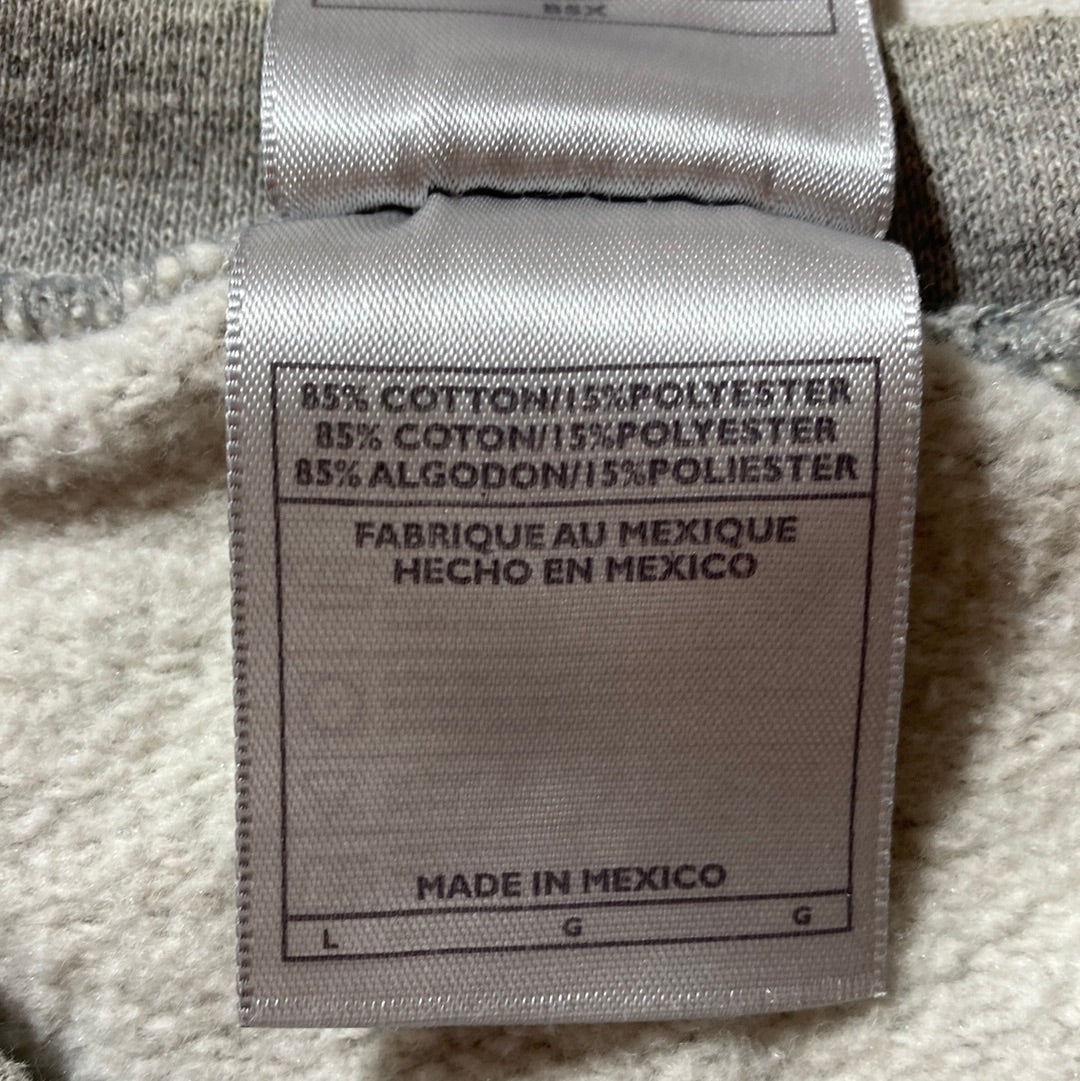 BSX
85% COTTON/15%POLYESTER
85% COTON/15%POLYESTER
85% ALGODON/15%POLIESTER
FABRIQUE AU MEXIQUE
HECHO EN MEXICO
MADE IN MEXICO
L G G